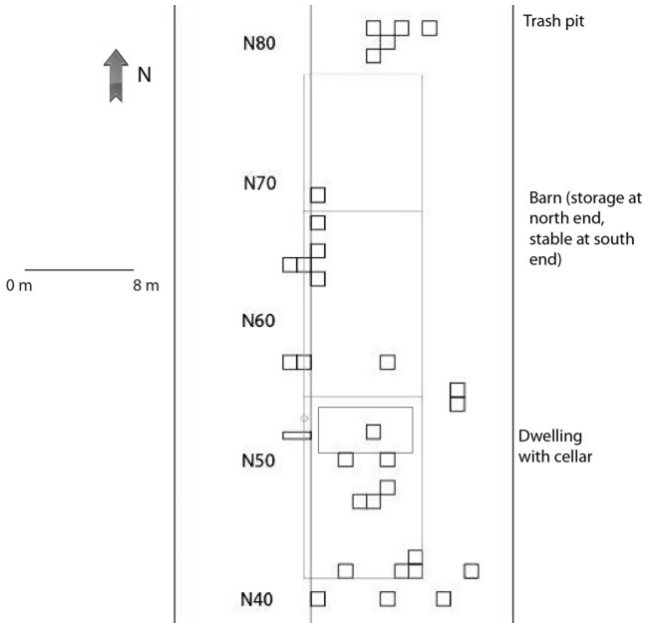 Trash pit
N80
N
N70
Barn (storage at
north end,
stable at south
end)
0 m
8 m
N60
Dwelling
with cellar
N50
N40